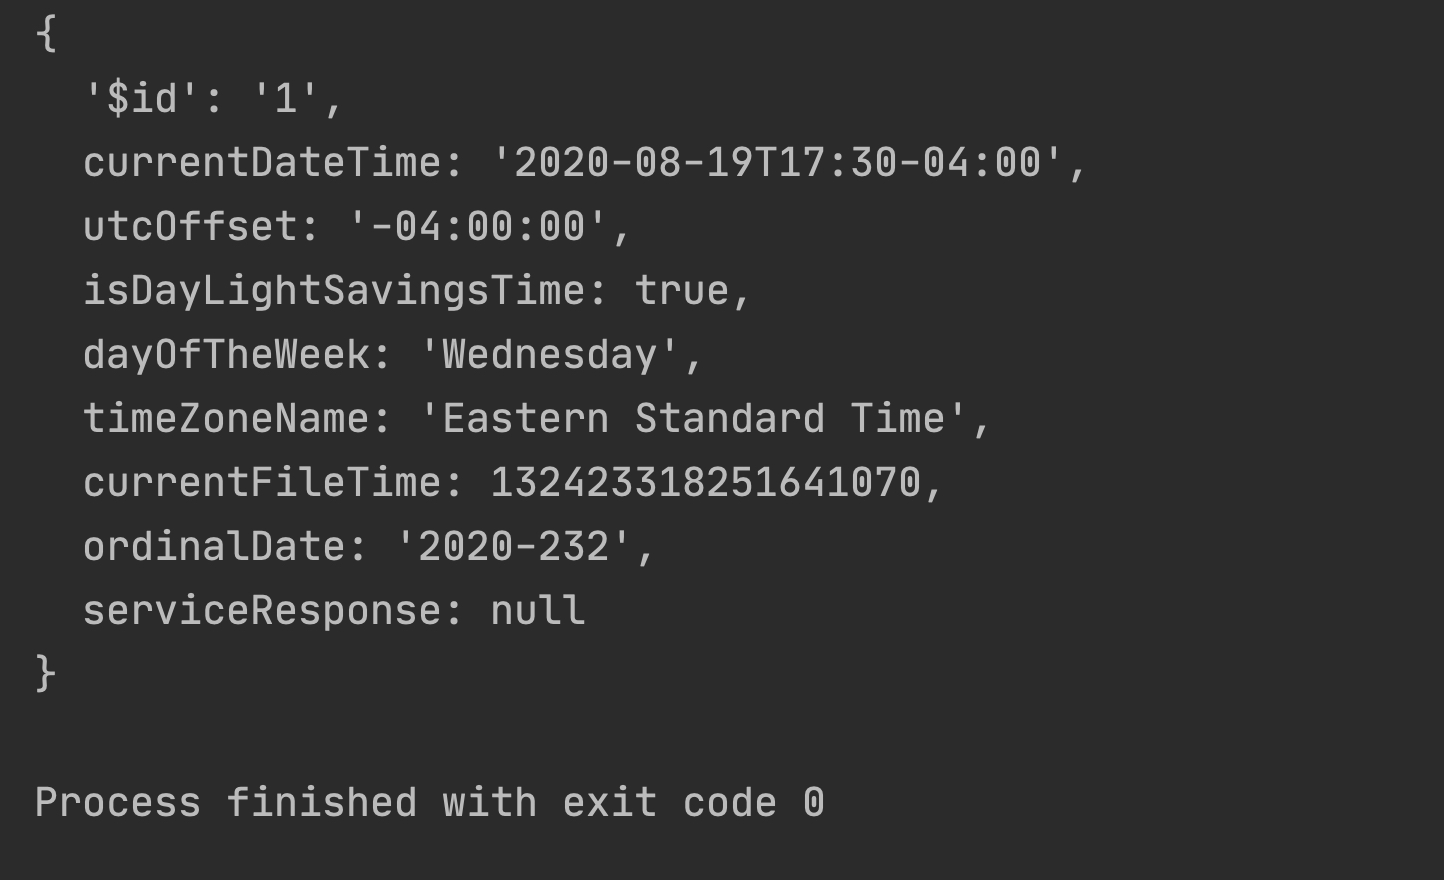 {
  '$id': '1',
  currentDateTime: '2020-08-19T17:30-04:00',
  utcOffset: '-04:00:00',
  isDayLightSavingsTime: true,
  dayOfTheWeek: 'Wednesday',
  timeZoneName: 'Eastern Standard Time',
  currentFileTime: 132423318251641070,
  ordinalDate: '2020-232',
  serviceResponse: null
}
Process finished with exit code 0